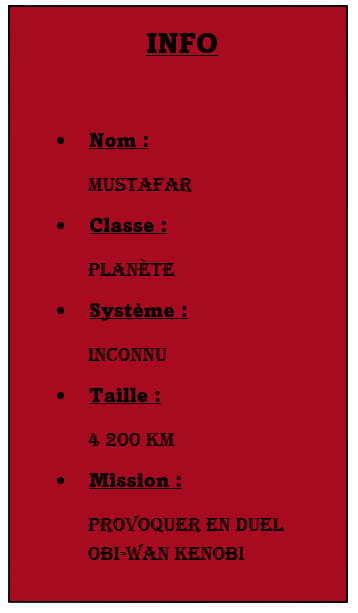 INFO
• Nom :
MUSTAFAR
• Classe :
PLANÈTE
• Système :
INCONNU
• Taille :
4 200 KM
• Mission :
PROVOQUER EN DUEL
OBI-WAN KENOBI